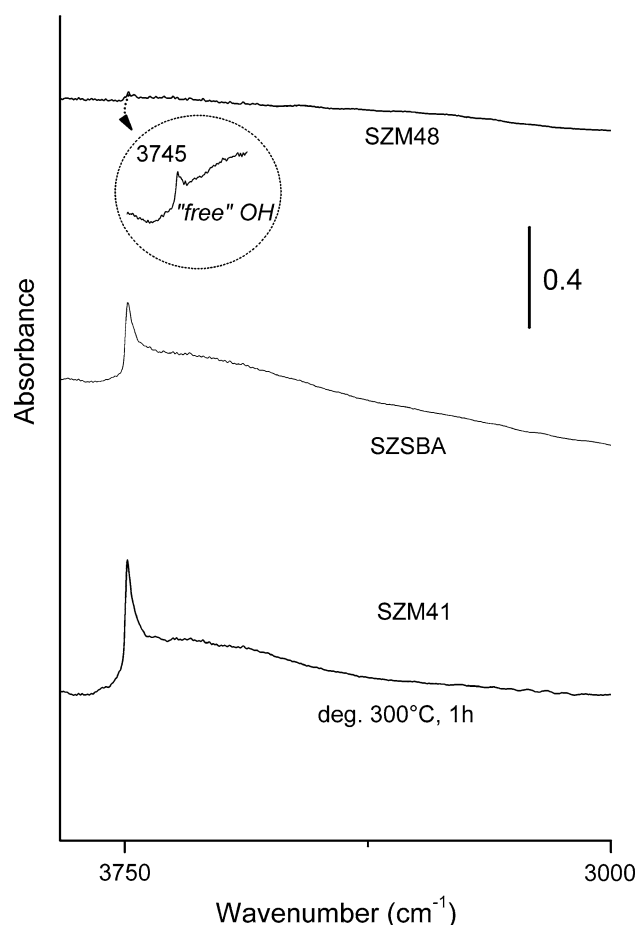 SZM48
3745
"free" OH
0.4
Absorbance
SZSBA
SZM41
deg. 300°C, 1h
3750
3000
Wavenumber (cm⁻¹)